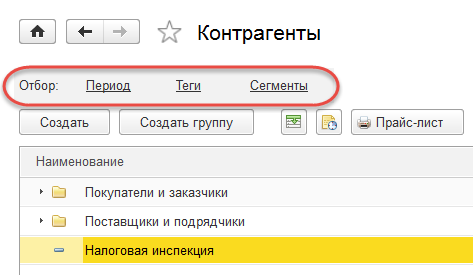 Контрагенты
Отбор: Период Теги Сегменты
Создать Создать группу Прайс-лист
Наименование
Покупатели и заказчики
Поставщики и подрядчики
Налоговая инспекция